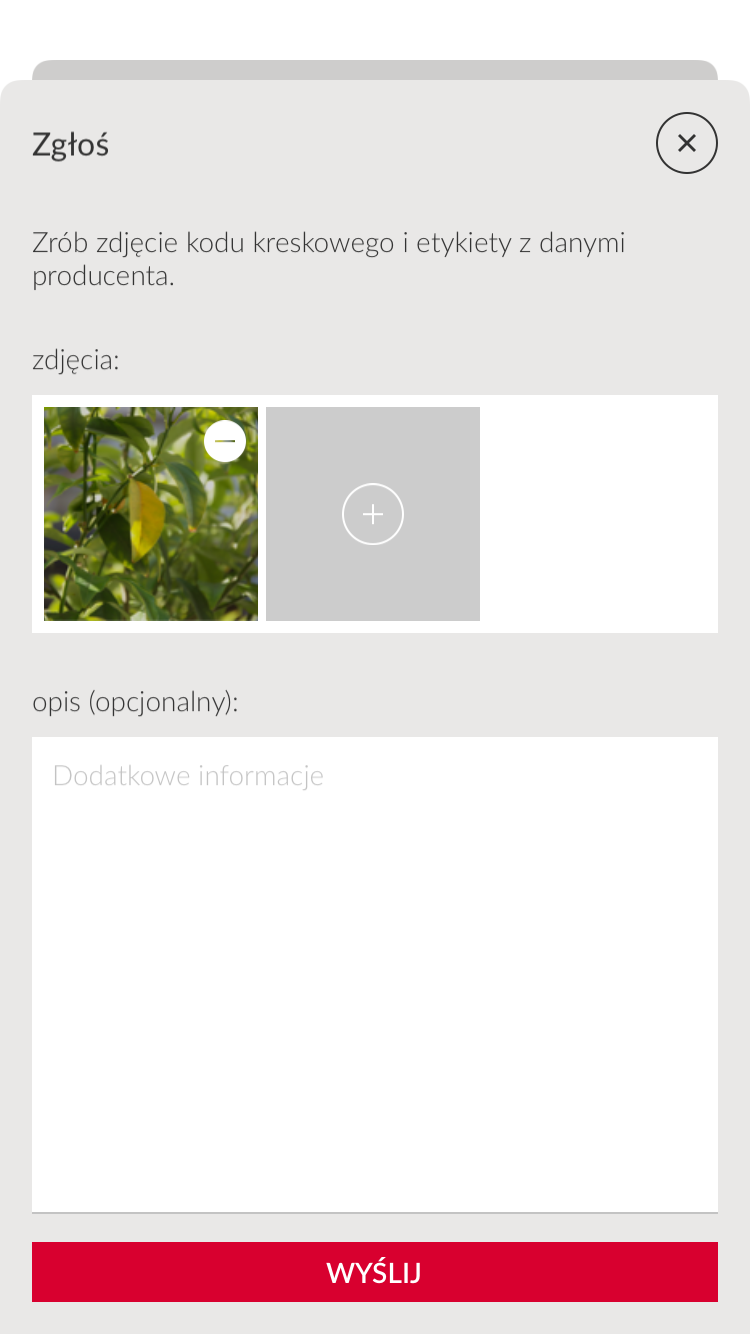 Zgłoś
Zrób zdjęcie kodu kreskowego i etykiety z danymi
producenta.
zdjęcia:
opis (opcjonalny):
Dodatkowe informacje
WYŚLIJ